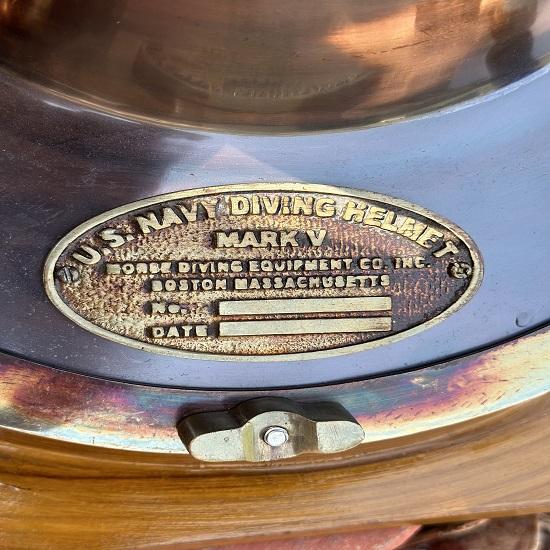 U.S. NAVY DIVING HELMET
MARK V
MORSE DIVING EQUIPMENT CO. INC.
BOSTON MASSACHUSETTS
No.
DATE